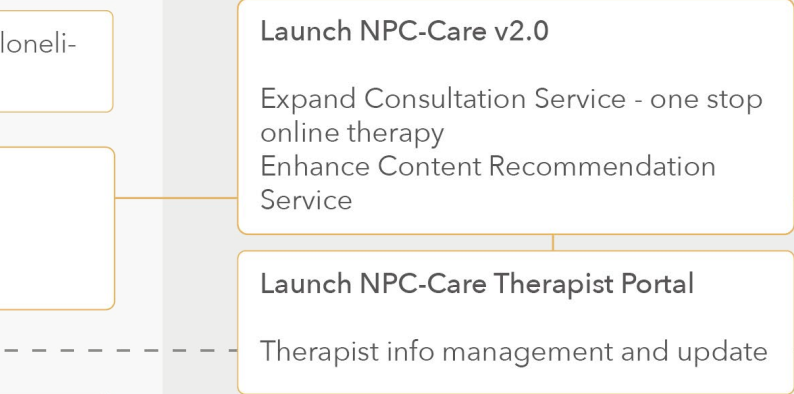 loneli-
Launch NPC-Care v2.0
Expand Consultation Service - one stop
online therapy
Enhance Content Recommendation
Service
Launch NPC-Care Therapist Portal
Therapist info management and update